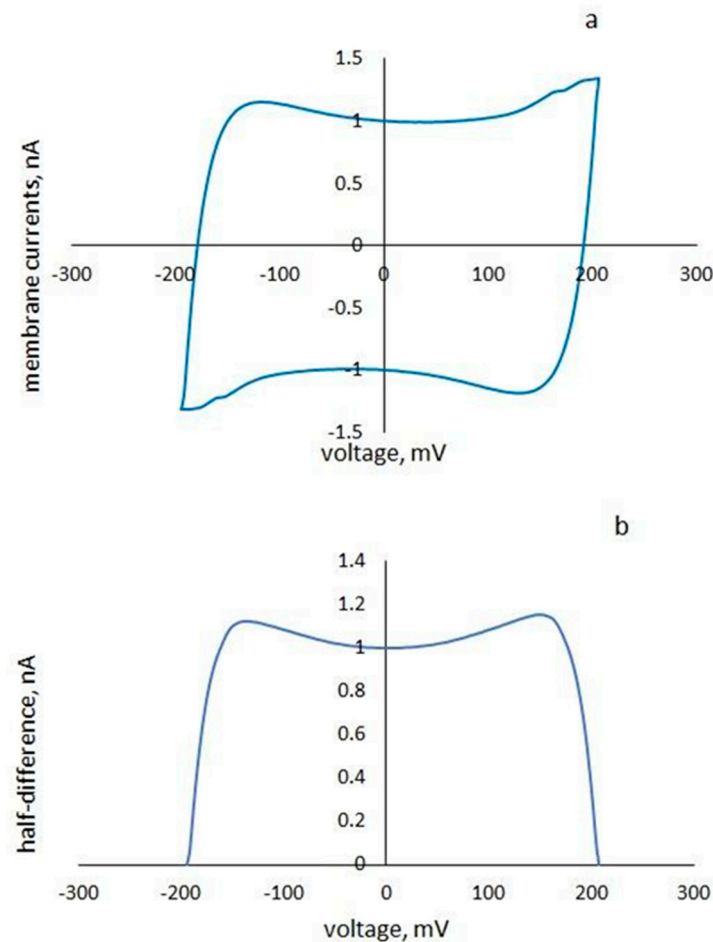 a
1.5
1
0.5
0
-300 -200 -100 0 100 200 300
-0.5
-1
-1.5
membrane currents, nA
voltage, mV
b
1.4
1.2
1
0.8
0.6
0.4
0.2
0
-300 -200 -100 0 100 200 300
half-difference, nA
voltage, mV